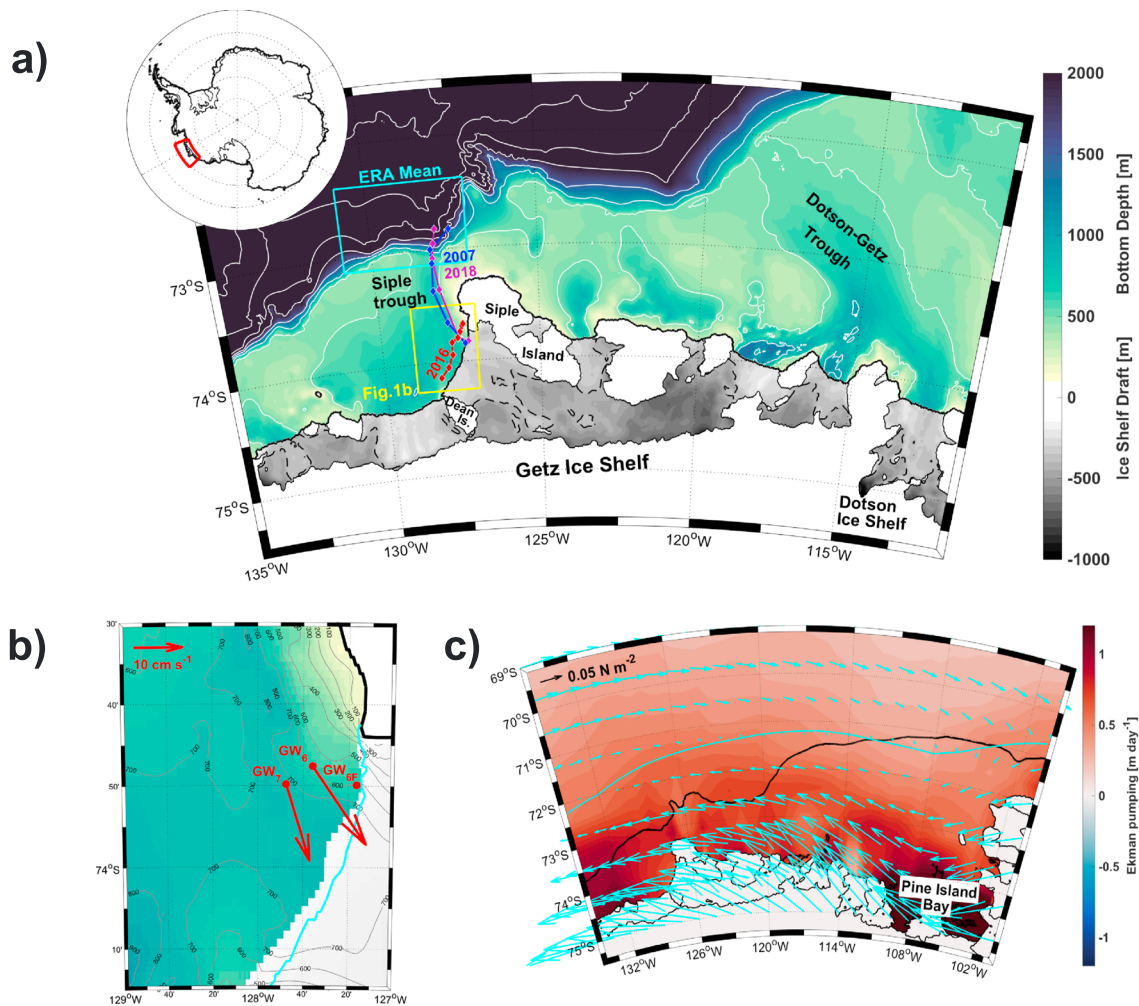 a)
ERA Mean
2007
2018
Siple
trough
Siple
Island
2016
Fig.1b
Dean
Is.
Getz Ice Shelf
Dotson-Getz
Trough
Dotson
Ice Shelf
73°S
74°S
75°S
135°W
130°W
125°W
120°W
115°W
2000
1500
1000
500
0
-500
-1000
Bottom Depth [m]
Ice Shelf Draft [m]
b)
10 cm s⁻¹
GW₆
GW₇
GW₆F
30'
40'
50'
74°S
10'
129°W
40'
20'
128°W
40'
20'
127°W
c)
0.05 N m⁻²
Pine Island
Bay
69°S
70°S
71°S
72°S
73°S
74°S
75°S
132°W
126°W
120°W
114°W
108°W
102°W
1
0.5
0
-0.5
-1
Ekman pumping [m day⁻¹]